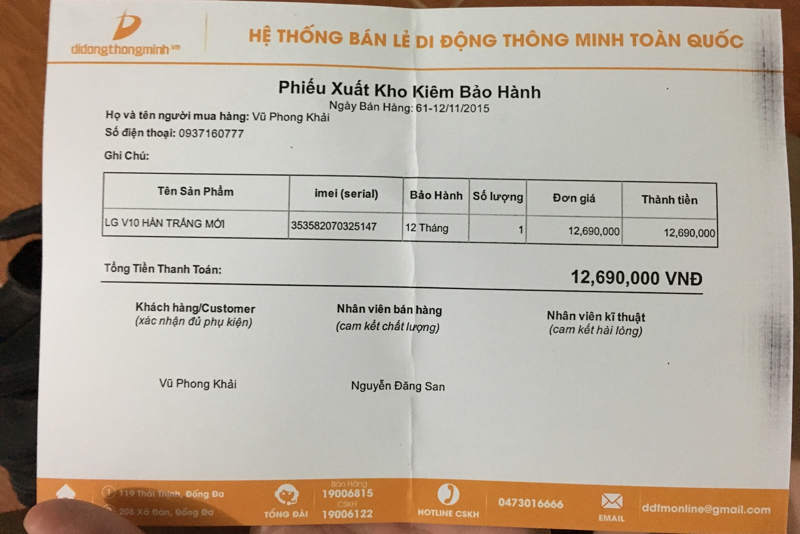 didongthongminh.vn
HỆ THỐNG BÁN LẺ DI ĐỘNG THÔNG MINH TOÀN QUỐC
Phiếu Xuất Kho Kiêm Bảo Hành
Ngày Bán Hàng: 61-12/11/2015
Họ và tên người mua hàng: Vũ Phong Khải
Số điện thoại: 0937160777
Ghi Chú:
Tên Sản Phẩm imei (serial) Bảo Hành Số lượng Đơn giá Thành tiền
LG V10 HÀN TRẮNG MỚI 353582070325147 12 Tháng 1 12,690,000 12,690,000
Tổng Tiền Thanh Toán: 12,690,000 VNĐ
Khách hàng/Customer Nhân viên bán hàng Nhân viên kĩ thuật
(xác nhận đủ phụ kiện) (cam kết chất lượng) (cam kết hài lòng)
Vũ Phong Khải Nguyễn Đăng San
119 Thái Thịnh, Đống Đa
208 Xã Đàn, Đống Đa
TỔNG ĐÀI
Bán Hàng
19006815
CSKH
19006122
HOTLINE CSKH
0473016666
EMAIL
ddtmonline@gmail.com